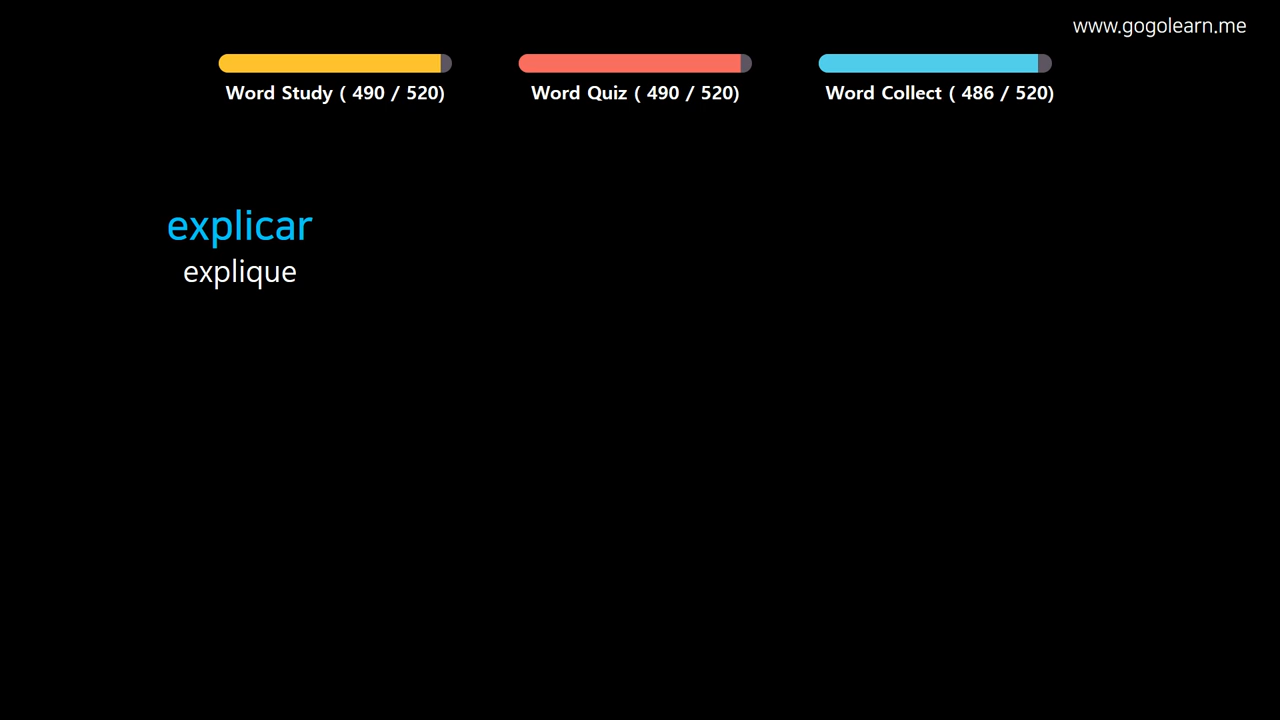 www.gogolearn.me
Word Study ( 490 / 520)
Word Quiz ( 490 / 520)
Word Collect ( 486 / 520)
explicar
explique